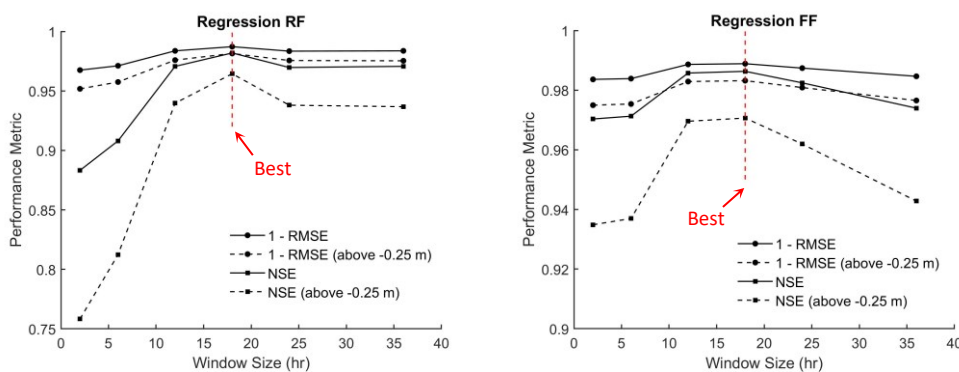 Regression RF
1
0.95
0.9
0.85
0.8
0.75
Performance Metric
Best
1 - RMSE
1 - RMSE (above -0.25 m)
NSE
NSE (above -0.25 m)
0 5 10 15 20 25 30 35 40
Window Size (hr)
Regression FF
1
0.98
0.96
0.94
0.92
0.9
Performance Metric
Best
1 - RMSE
1 - RMSE (above -0.25 m)
NSE
NSE (above -0.25 m)
0 5 10 15 20 25 30 35 40
Window Size (hr)